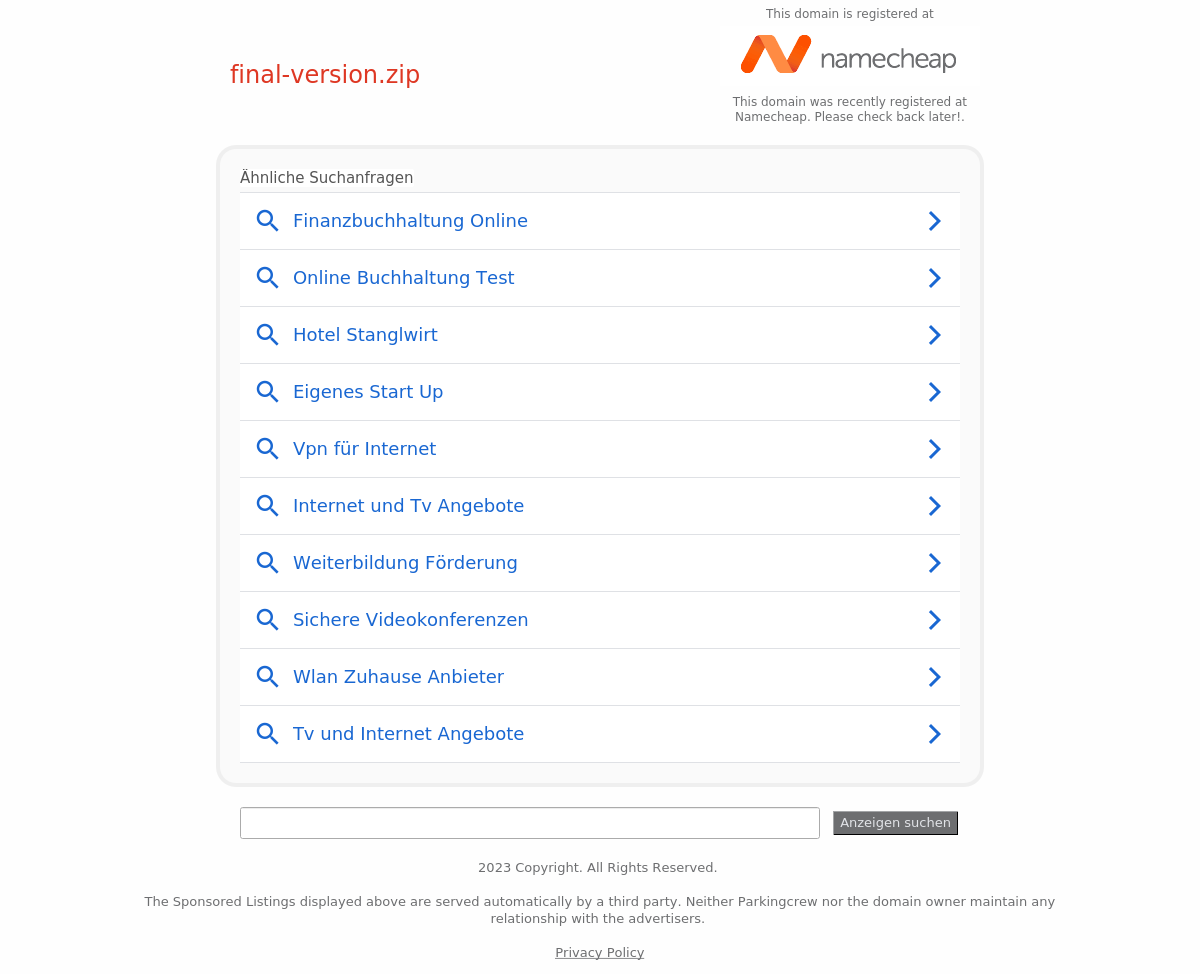 This domain is registered at
namecheap
final-version.zip
This domain was recently registered at
Namecheap. Please check back later!.
Ähnliche Suchanfragen
Finanzbuchhaltung Online
Online Buchhaltung Test
Hotel Stanglwirt
Eigenes Start Up
Vpn für Internet
Internet und Tv Angebote
Weiterbildung Förderung
Sichere Videokonferenzen
Wlan Zuhause Anbieter
Tv und Internet Angebote
Anzeigen suchen
2023 Copyright. All Rights Reserved.
The Sponsored Listings displayed above are served automatically by a third party. Neither Parkingcrew nor the domain owner maintain any
relationship with the advertisers.
Privacy Policy